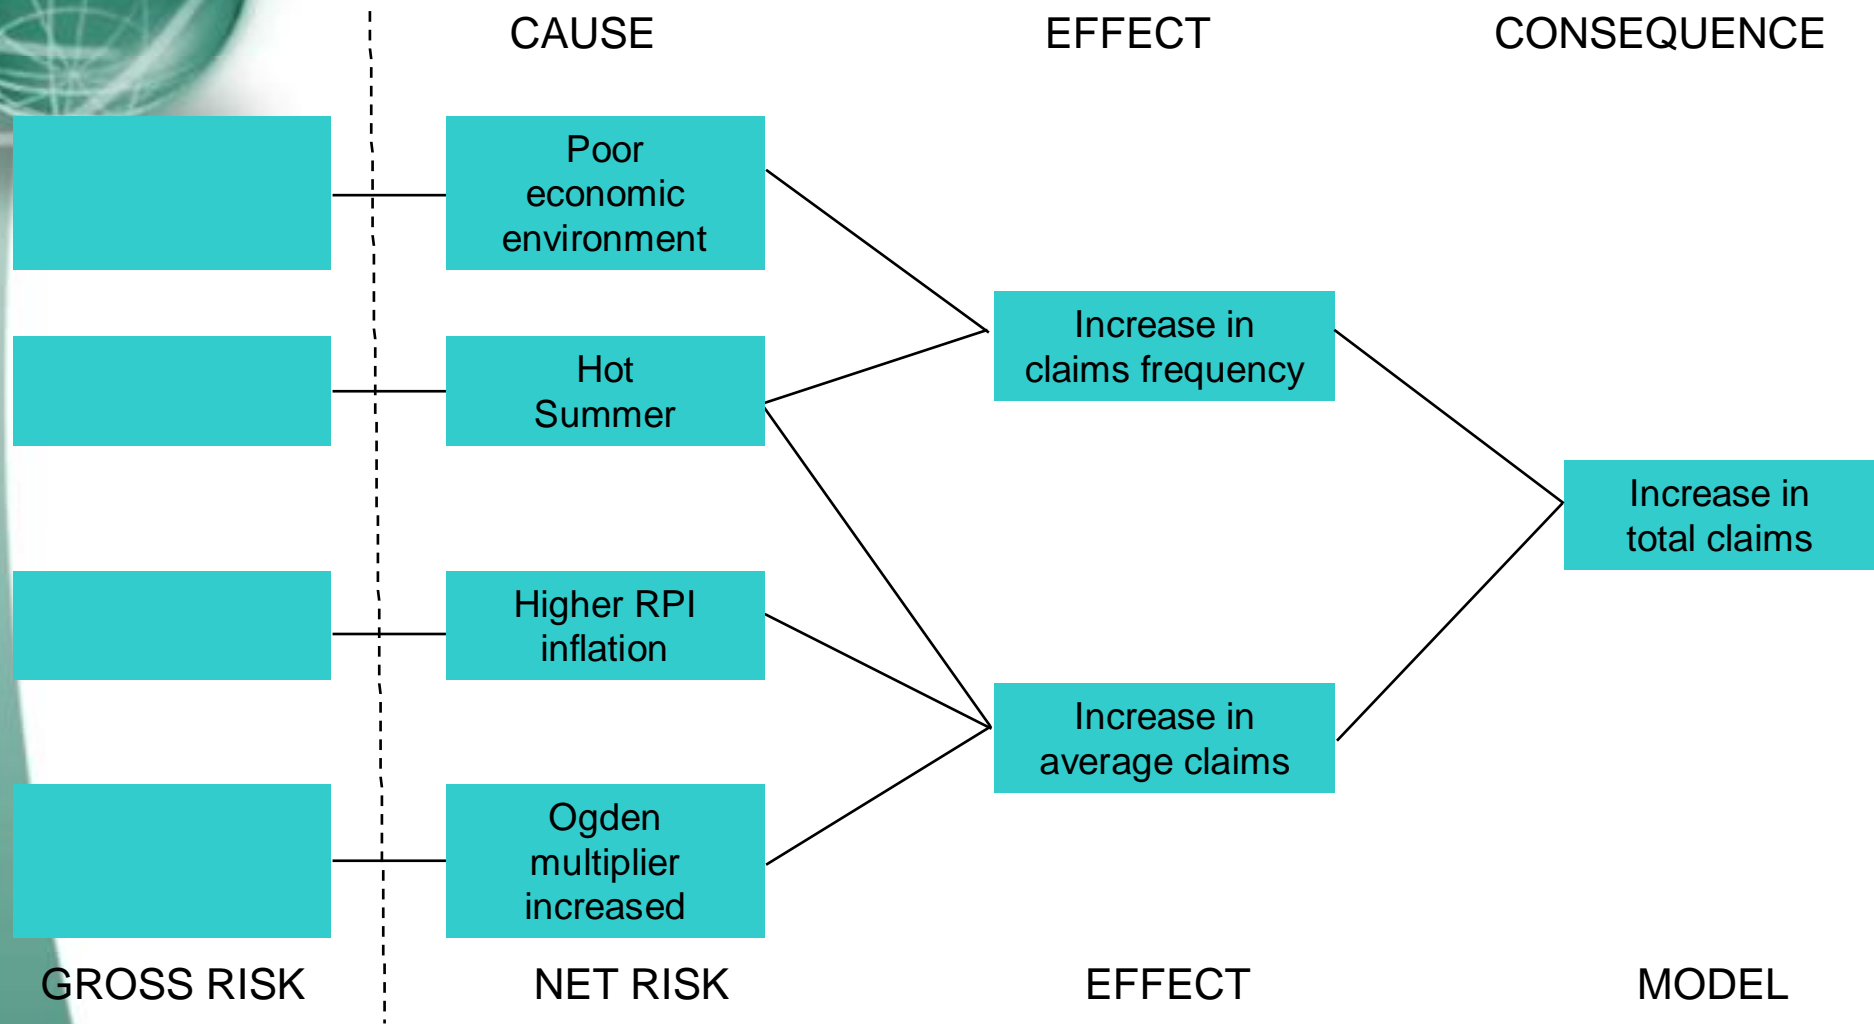 CAUSE
EFFECT
CONSEQUENCE
Poor
economic
environment
Increase in
claims frequency
Hot
Summer
Increase in
total claims
Higher RPI
inflation
Increase in
average claims
Ogden
multiplier
increased
GROSS RISK
NET RISK
EFFECT
MODEL